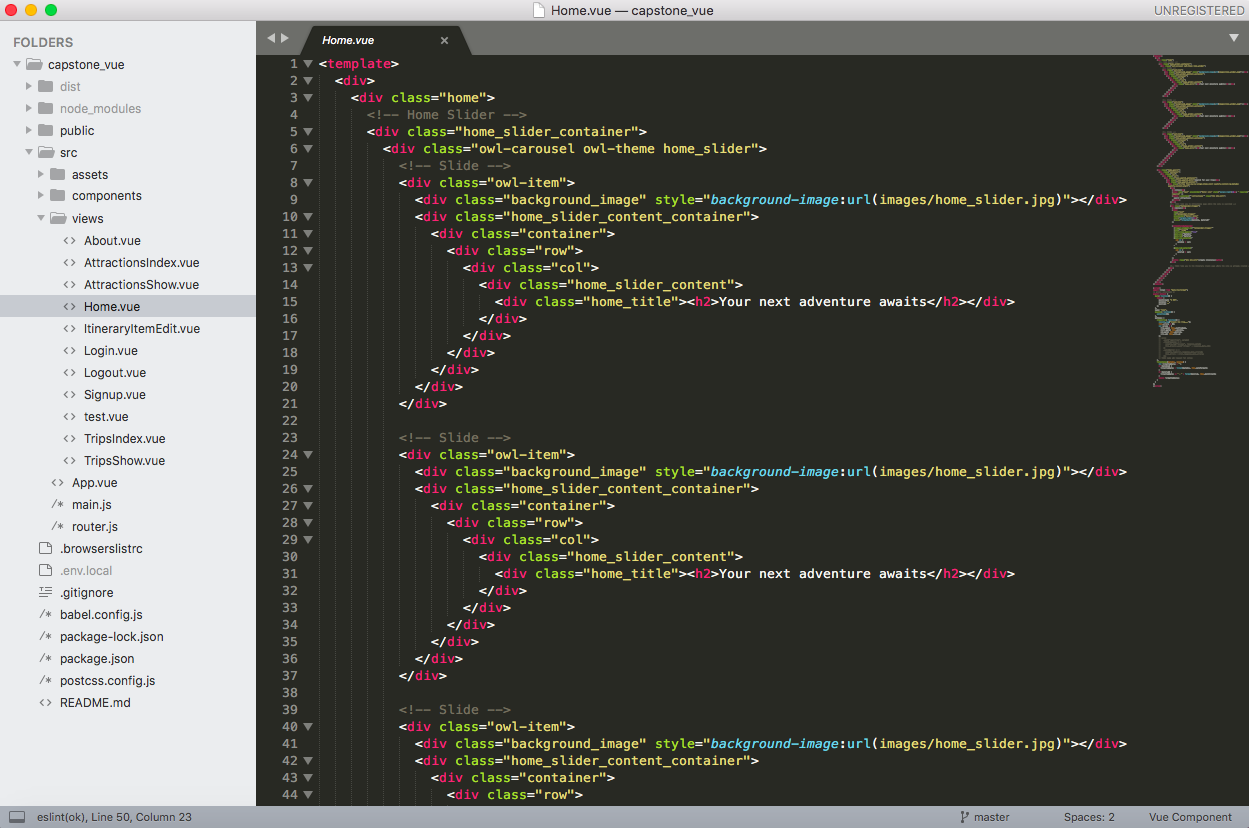 Home.vue — capstone_vue
UNREGISTERED
FOLDERS
capstone_vue
dist
node_modules
public
src
assets
components
views
About.vue
AttractionsIndex.vue
AttractionsShow.vue
Home.vue
ItineraryItemEdit.vue
Login.vue
Logout.vue
Signup.vue
test.vue
TripsIndex.vue
TripsShow.vue
App.vue
/* main.js
/* router.js
.browserslistrc
.env.local
.gitignore
/* babel.config.js
/* package-lock.json
/* package.json
/* postcss.config.js
README.md
Home.vue
1 <template>
2 <div>
3 <div class="home">
4 <!-- Home Slider -->
5 <div class="home_slider_container">
6 <div class="owl-carousel owl-theme home_slider">
7 <!-- Slide -->
8 <div class="owl-item">
9 <div class="background_image" style="background-image:url(images/home_slider.jpg)"></div>
10 <div class="home_slider_content_container">
11 <div class="container">
12 <div class="row">
13 <div class="col">
14 <div class="home_slider_content">
15 <div class="home_title"><h2>Your next adventure awaits</h2></div>
16 </div>
17 </div>
18 </div>
19 </div>
20 </div>
21 </div>
22
23 <!-- Slide -->
24 <div class="owl-item">
25 <div class="background_image" style="background-image:url(images/home_slider.jpg)"></div>
26 <div class="home_slider_content_container">
27 <div class="container">
28 <div class="row">
29 <div class="col">
30 <div class="home_slider_content">
31 <div class="home_title"><h2>Your next adventure awaits</h2></div>
32 </div>
33 </div>
34 </div>
35 </div>
36 </div>
37 </div>
38
39 <!-- Slide -->
40 <div class="owl-item">
41 <div class="background_image" style="background-image:url(images/home_slider.jpg)"></div>
42 <div class="home_slider_content_container">
43 <div class="container">
44 <div class="row">
eslint(ok), Line 50, Column 23
master
Spaces: 2
Vue Component